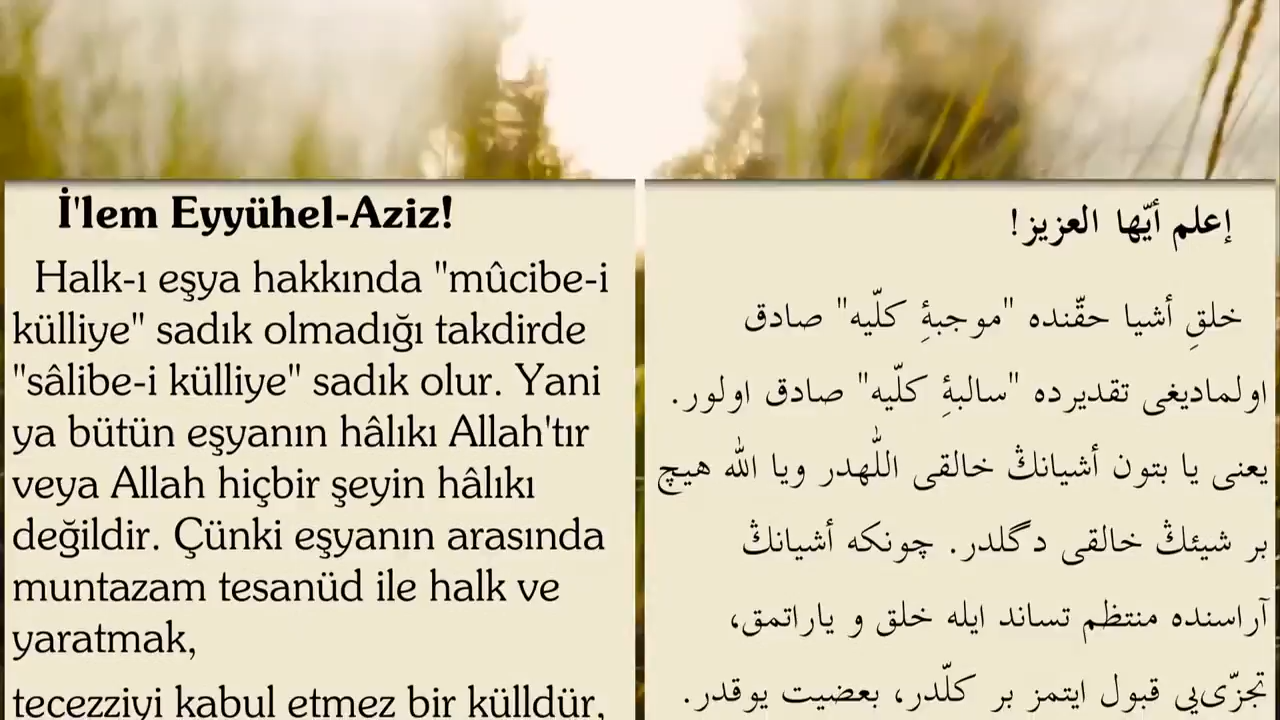 İ'lem Eyyühel-Aziz!
Halk-ı eşya hakkında "mûcibe-i
külliye" sadık olmadığı takdirde
"sâlibe-i külliye" sadık olur. Yani
ya bütün eşyanın hâlıkı Allah'tır
veya Allah hiçbir şeyin hâlıkı
değildir. Çünki eşyanın arasında
muntazam tesanüd ile halk ve
yaratmak,
tecezziyi kabul etmez bir külldür,
إعلم أيّها العزيز!
خلقِ أشيا حقّنده "موجبهٔ كلّيه" صادق
اولماديغى تقديرده "سالبهٔ كلّيه" صادق اولور.
يعنى يا بتون أشيانڭ خالقى اللّٰهدر ويا اللّٰه هيچ
بر شيئڭ خالقى دگلدر. چونكه أشيانڭ
آراسنده منتظم تساند ايله خلق و ياراتمق،
تجزّى‌يى قبول ايتمز بر كلّدر، بعضيت يوقدر.